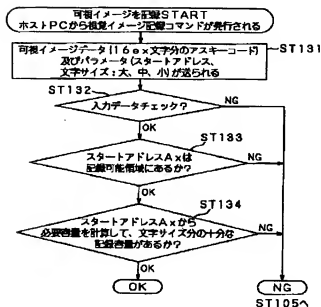 可視イメージを記録START
ホストPCから視覚イメージ記録コマンドが発行される
ST131
可視イメージデータ(116ex文字分のアスキーコード)
及びパラメータ(スタートアドレス、
文字サイズ:大、中、小)が送られる
ST132
入力データチェック?
NG
OK
ST133
スタートアドレスAxは
記録可能領域にあるか?
NG
OK
ST134
スタートアドレスAxから
必要容量を計算して、文字サイズ分の十分な
記録容量があるか?
NG
OK
OK
NG
ST105へ